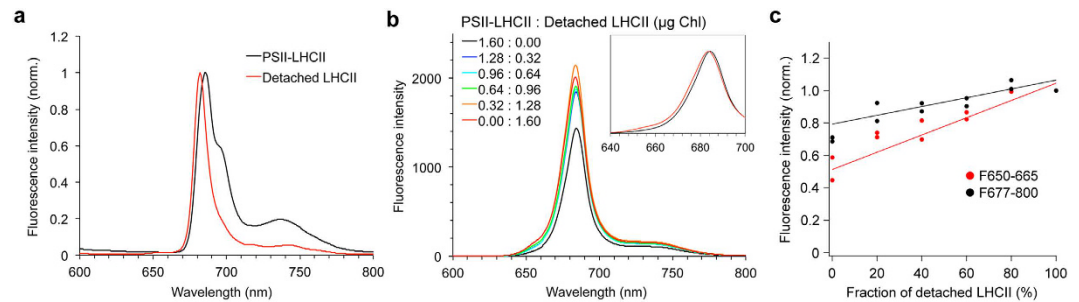 a
Fluorescence intensity (norm.)
1.2
1
0.8
0.6
0.4
0.2
0
PSII-LHCII
Detached LHCII
600
650
700
750
800
Wavelength (nm)
b
PSII-LHCII : Detached LHCII (µg Chl)
Fluorescence intensity
2000
1000
0
1.60 : 0.00
1.28 : 0.32
0.96 : 0.64
0.64 : 0.96
0.32 : 1.28
0.00 : 1.60
640
660
680
700
600
650
700
750
800
Wavelength (nm)
c
Fluorescence intensity (norm.)
1.2
1.0
0.8
0.6
0.4
0.2
0
F650-665
F677-800
0
20
40
60
80
100
Fraction of detached LHCII (%)